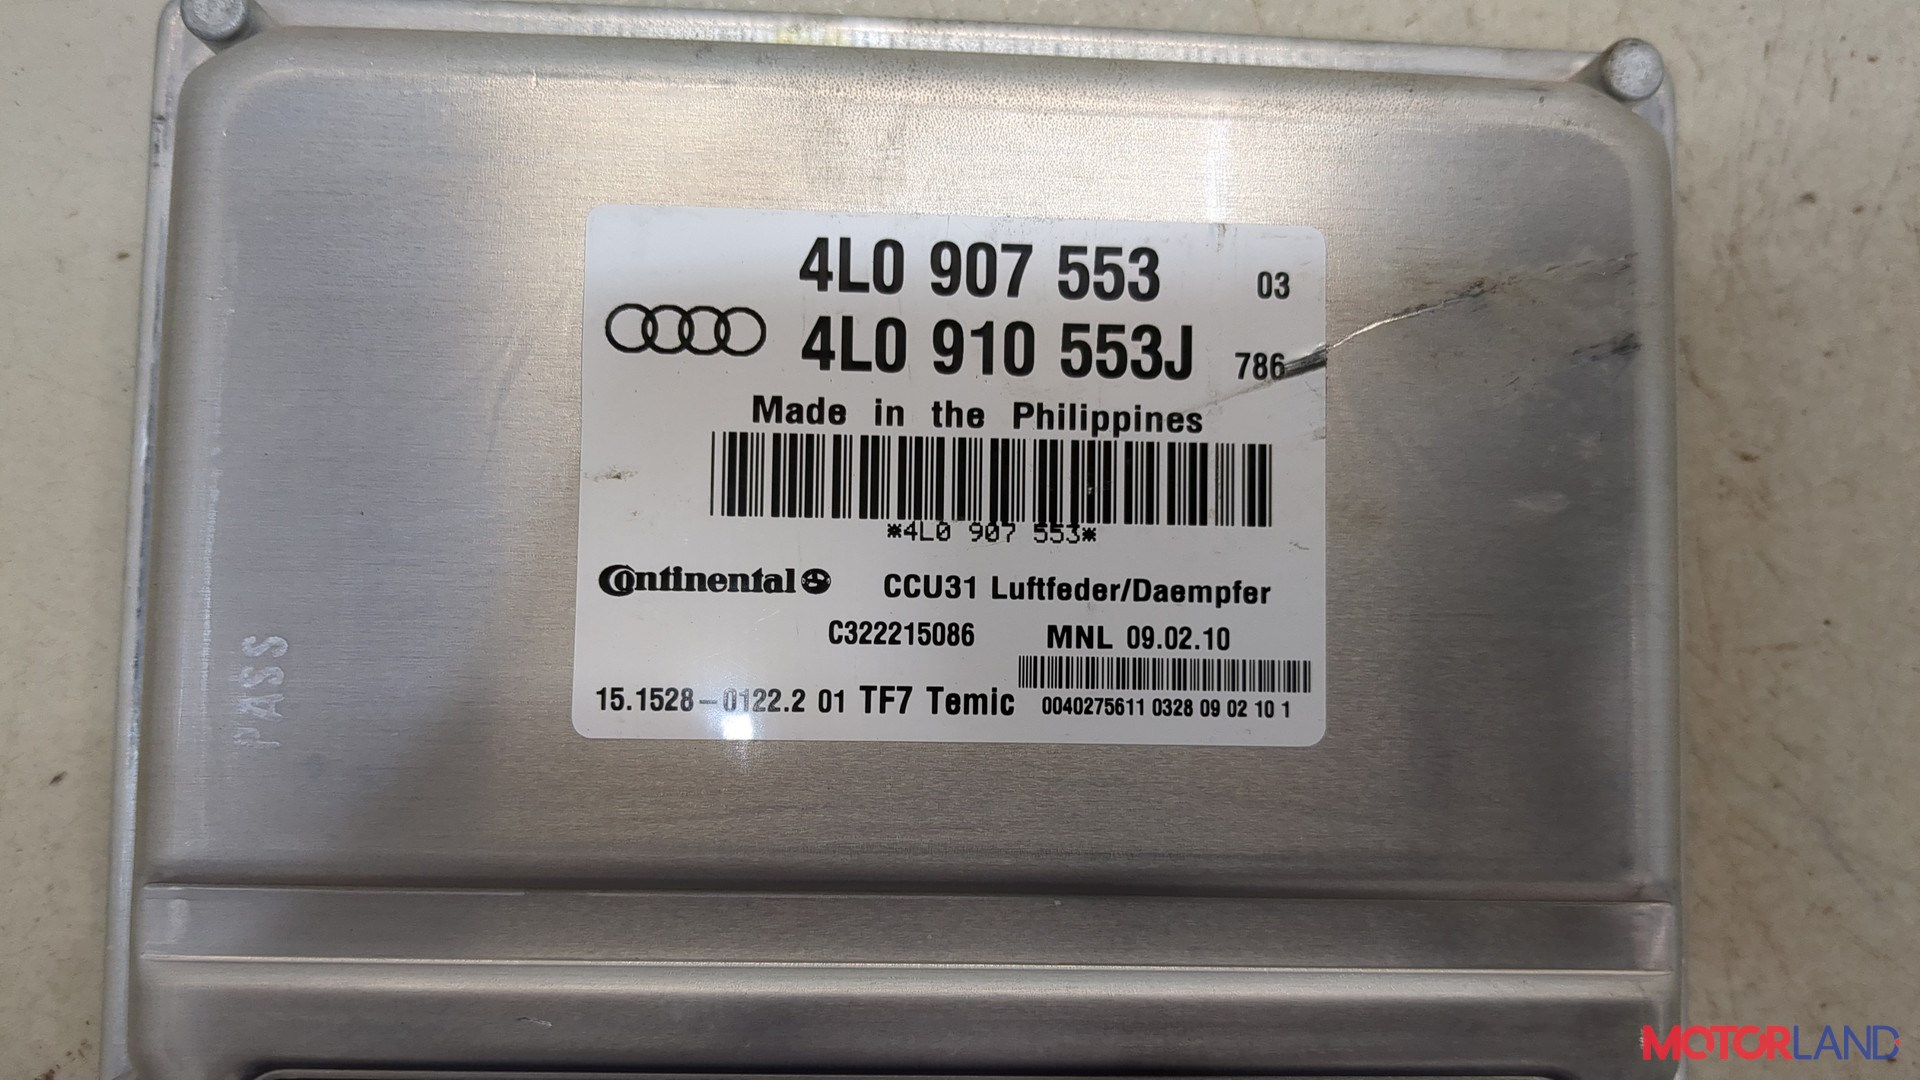 4L0 907 553 03
4L0 910 553J 786
Made in the Philippines
*4L0 907 553*
Continental CCU31 Luftfeder/Daempfer
C322215086 MNL 09.02.10
15.1528-0122.2 01 TF7 Temic 0040275611 0328 09 02 10 1
PASS
MOTORLAND